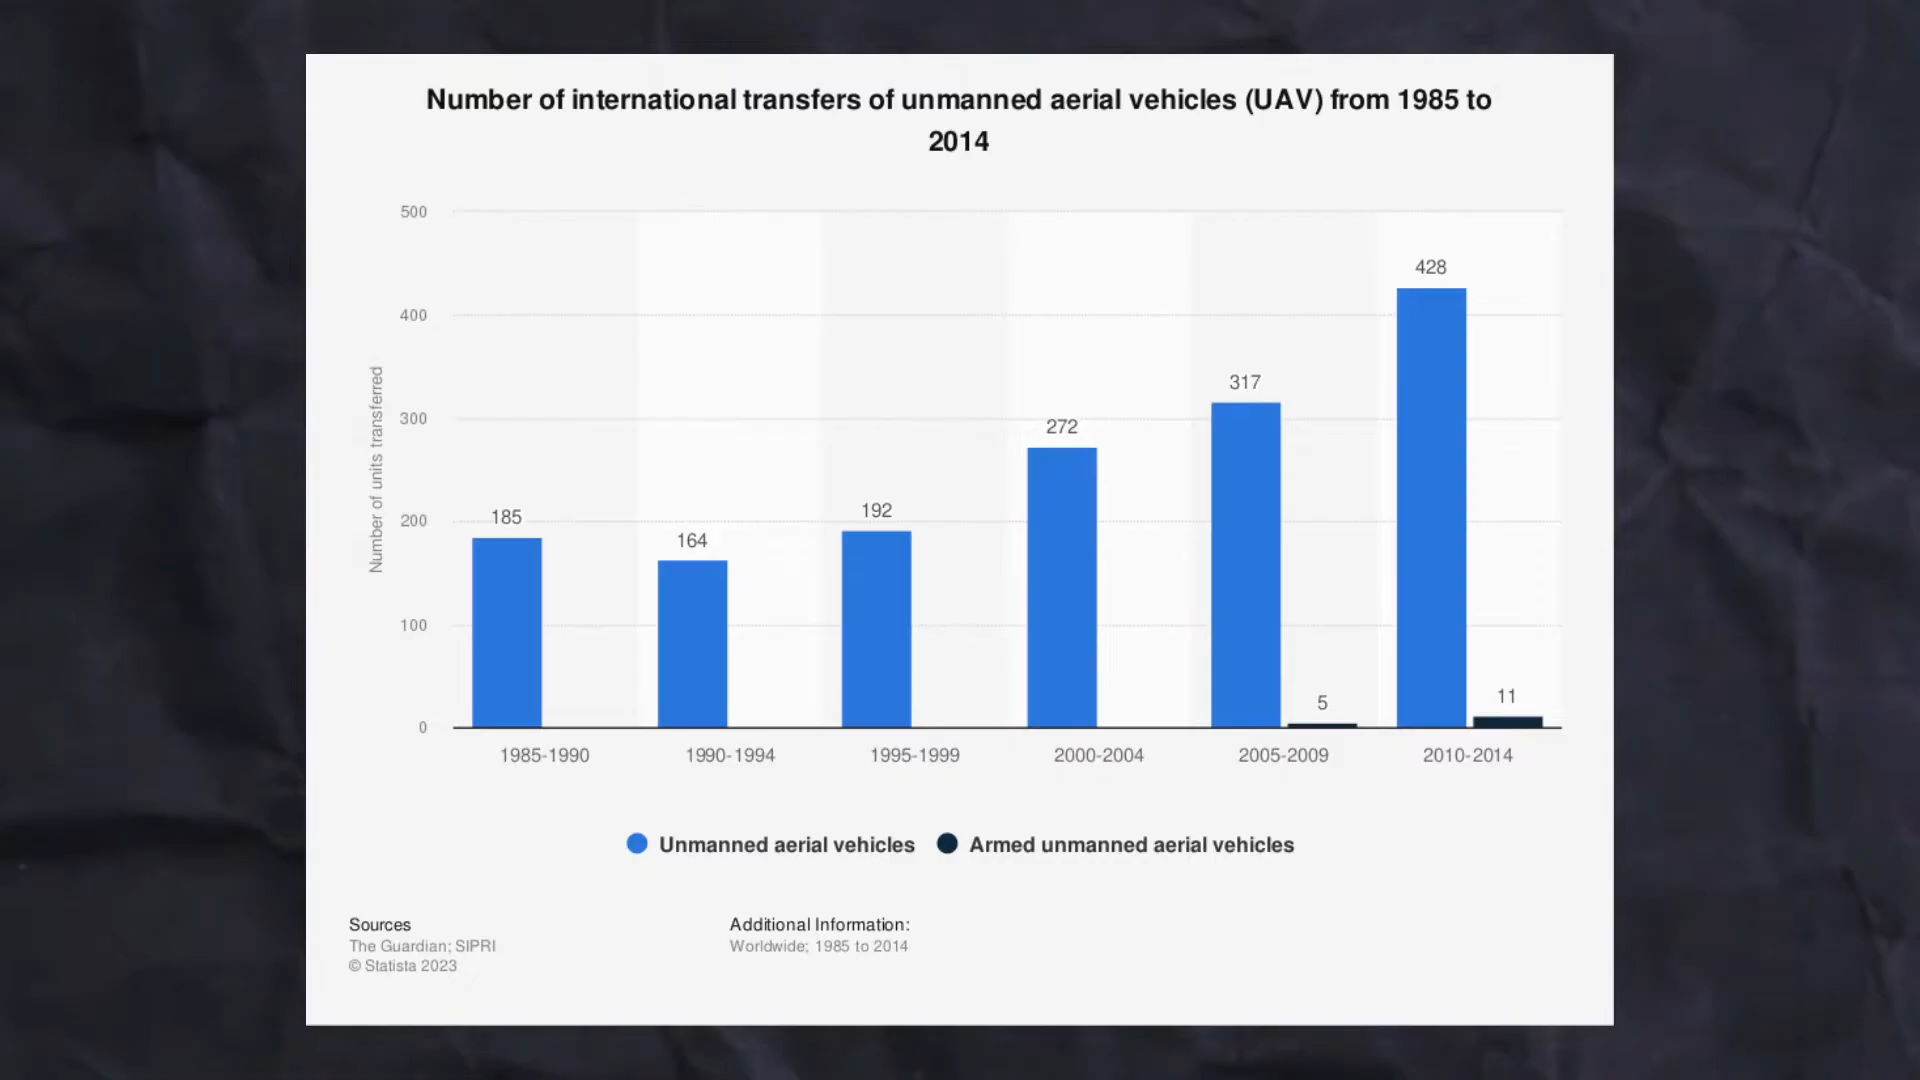 Number of international transfers of unmanned aerial vehicles (UAV) from 1985 to
2014
Number of units transferred
500
400
300
200
100
0
185
164
192
272
317
5
428
11
1985-1990
1990-1994
1995-1999
2000-2004
2005-2009
2010-2014
Unmanned aerial vehicles
Armed unmanned aerial vehicles
Sources
The Guardian; SIPRI
© Statista 2023
Additional Information:
Worldwide; 1985 to 2014